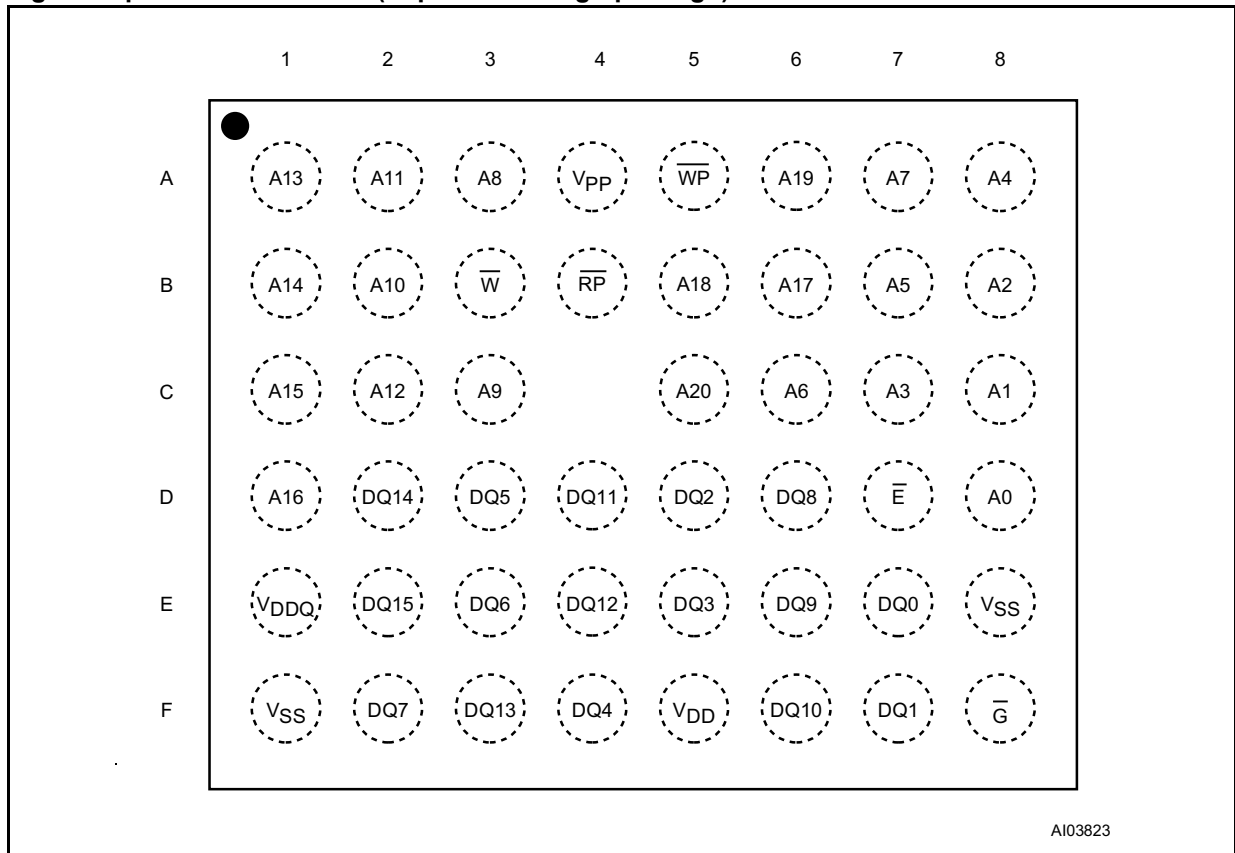 1 2 3 4 5 6 7 8
A A13 A11 A8 VPP W̅P̅ A19 A7 A4
B A14 A10 W̅ R̅P̅ A18 A17 A5 A2
C A15 A12 A9 A20 A6 A3 A1
D A16 DQ14 DQ5 DQ11 DQ2 DQ8 E̅ A0
E VDDQ DQ15 DQ6 DQ12 DQ3 DQ9 DQ0 VSS
F VSS DQ7 DQ13 DQ4 VDD DQ10 DQ1 G̅
AI03823